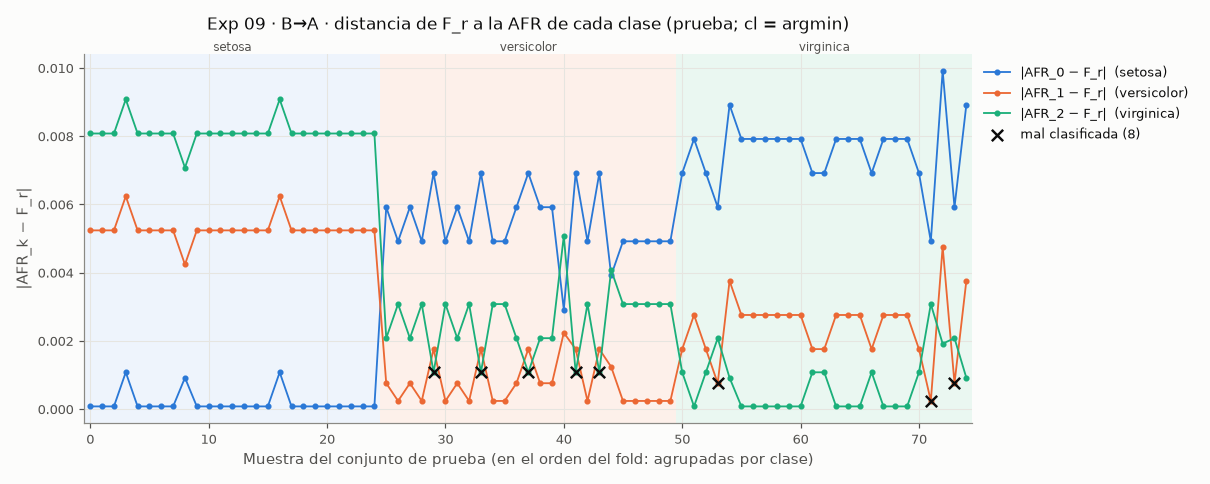 Exp 09 · B→A · distancia de F_r a la AFR de cada clase (prueba; cl = argmin)
setosa versicolor virginica
|AFR_0 − F_r| (setosa)
|AFR_1 − F_r| (versicolor)
|AFR_2 − F_r| (virginica)
mal clasificada (8)
|AFR_k − F_r|
0.010
0.008
0.006
0.004
0.002
0.000
0 10 20 30 40 50 60 70
Muestra del conjunto de prueba (en el orden del fold: agrupadas por clase)